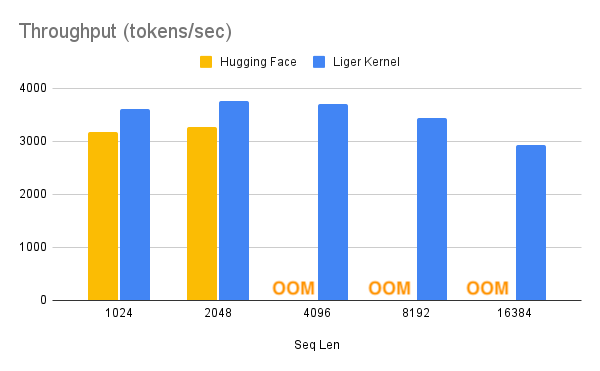 Throughput (tokens/sec)
Hugging Face Liger Kernel
4000
3000
2000
1000
0
OOM OOM OOM
1024 2048 4096 8192 16384
Seq Len